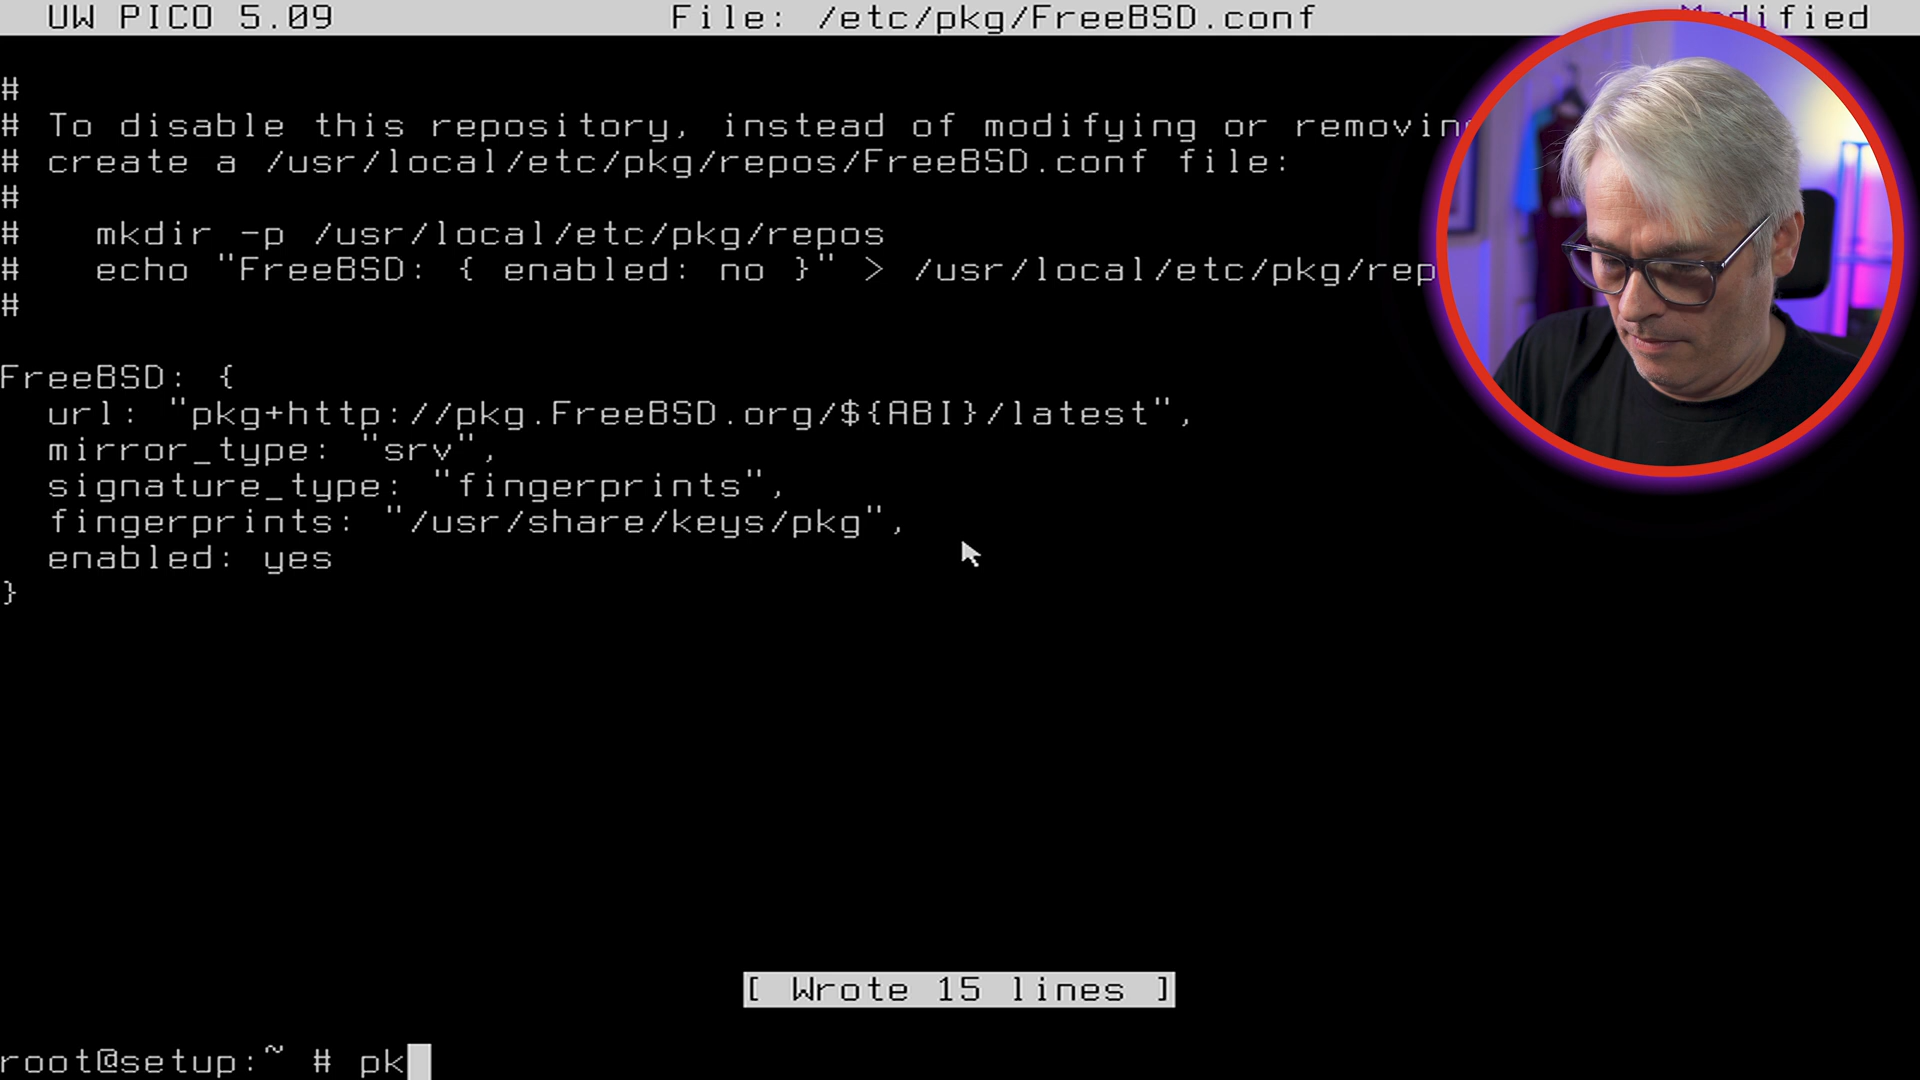 UW PICO 5.09 File: /etc/pkg/FreeBSD.conf Modified
#
# To disable this repository, instead of modifying or removing
# create a /usr/local/etc/pkg/repos/FreeBSD.conf file:
#
# mkdir -p /usr/local/etc/pkg/repos
# echo "FreeBSD: { enabled: no }" > /usr/local/etc/pkg/rep
#
FreeBSD: {
url: "pkg+http://pkg.FreeBSD.org/${ABI}/latest",
mirror_type: "srv",
signature_type: "fingerprints",
fingerprints: "/usr/share/keys/pkg",
enabled: yes
}
[ Wrote 15 lines ]
root@setup:~ # pk